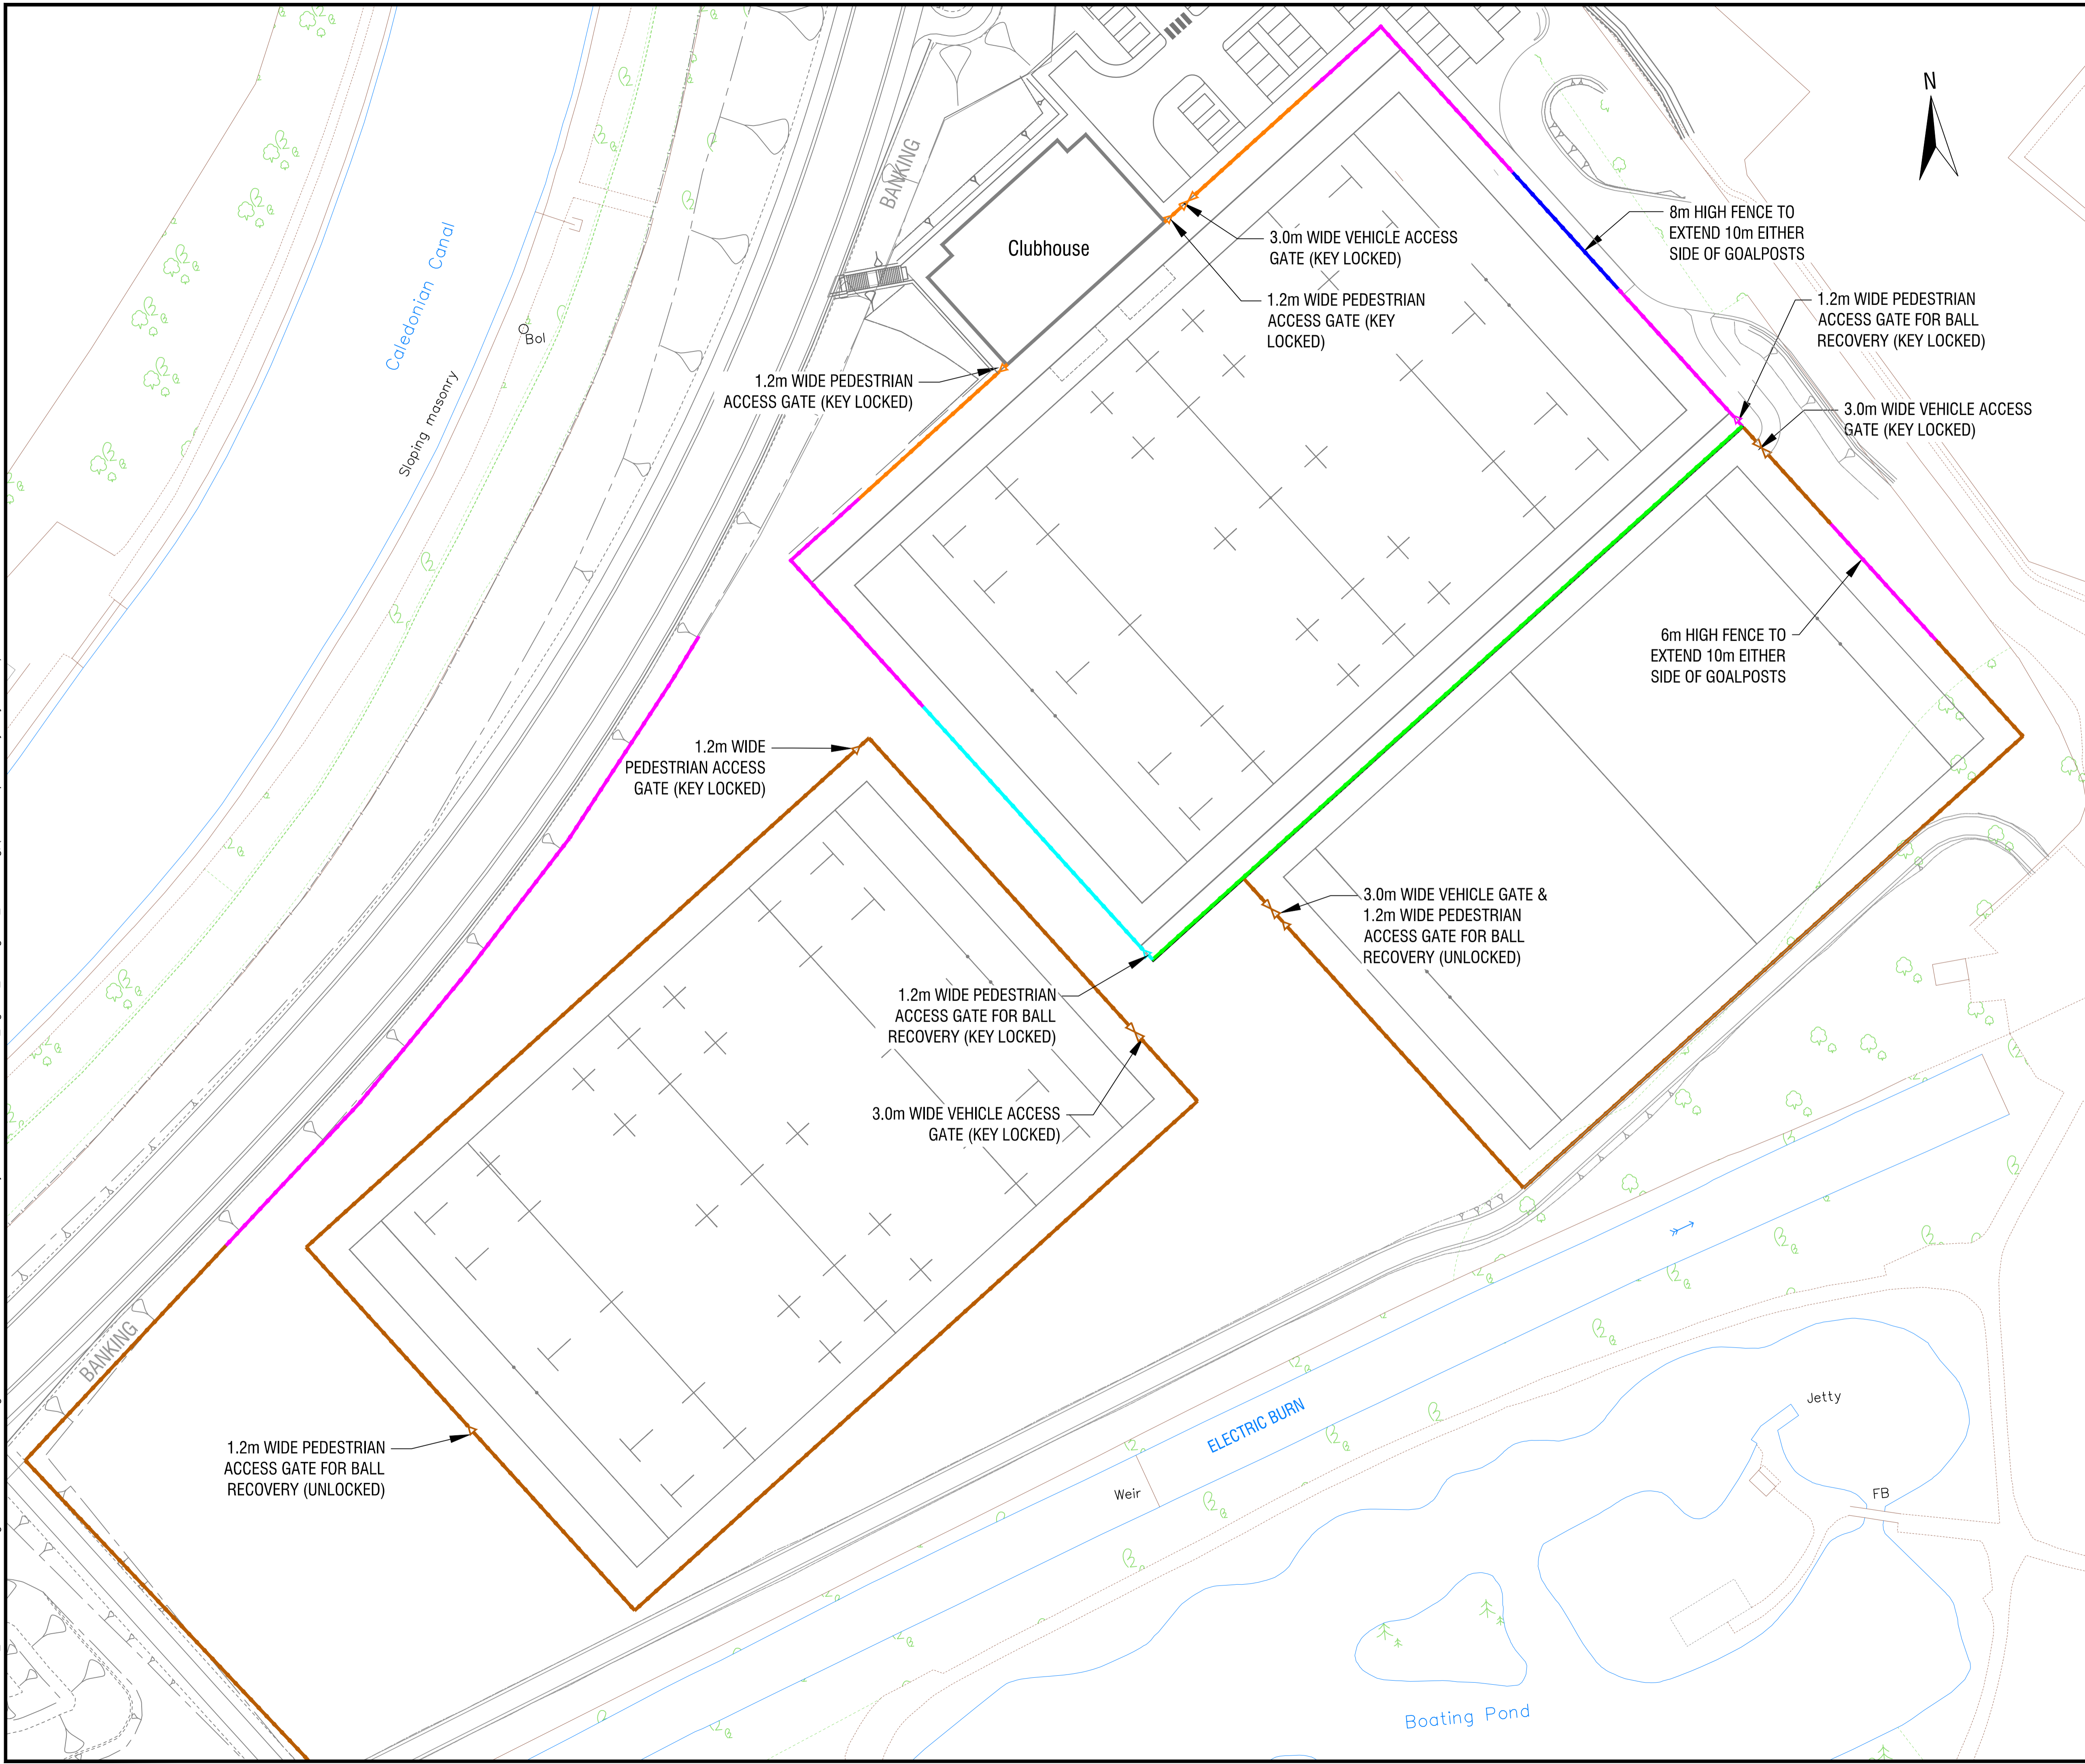 N
BANKING
Caledonian Canal
Sloping masonry
Bol
Clubhouse
3.0m WIDE VEHICLE ACCESS
GATE (KEY LOCKED)
1.2m WIDE PEDESTRIAN
ACCESS GATE (KEY
LOCKED)
8m HIGH FENCE TO
EXTEND 10m EITHER
SIDE OF GOALPOSTS
1.2m WIDE PEDESTRIAN
ACCESS GATE FOR BALL
RECOVERY (KEY LOCKED)
3.0m WIDE VEHICLE ACCESS
GATE (KEY LOCKED)
1.2m WIDE PEDESTRIAN
ACCESS GATE (KEY LOCKED)
6m HIGH FENCE TO
EXTEND 10m EITHER
SIDE OF GOALPOSTS
1.2m WIDE
PEDESTRIAN ACCESS
GATE (KEY LOCKED)
3.0m WIDE VEHICLE GATE &
1.2m WIDE PEDESTRIAN
ACCESS GATE FOR BALL
RECOVERY (UNLOCKED)
1.2m WIDE PEDESTRIAN
ACCESS GATE FOR BALL
RECOVERY (KEY LOCKED)
3.0m WIDE VEHICLE ACCESS
GATE (KEY LOCKED)
BANKING
1.2m WIDE PEDESTRIAN
ACCESS GATE FOR BALL
RECOVERY (UNLOCKED)
ELECTRIC BURN
Weir
Jetty
FB
Boating Pond